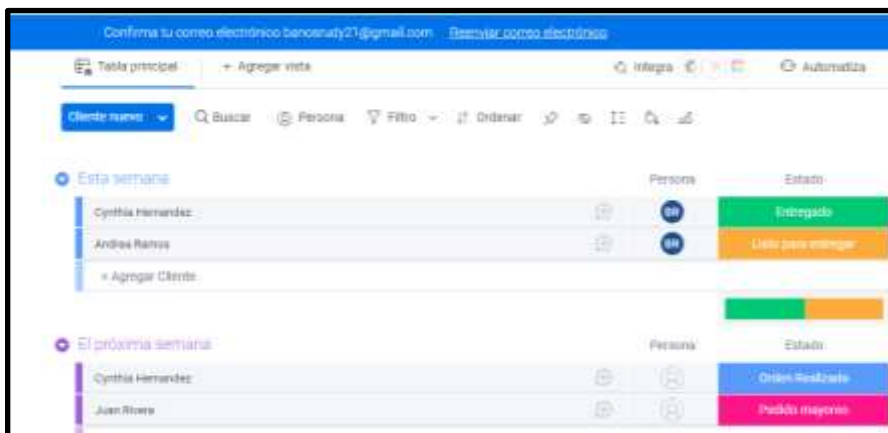 Confirma tu correo electrónico banosrudy21@gmail.com Reenviar correo electrónico
Tabla principal + Agregar vista Integra Automatiza
Cliente nuevo Buscar Persona Filtro Ordenar
Esta semana Persona Estado
Cynthia Hernandez BR Entregado
Andrea Ramos BR Listo para entregar
+ Agregar Cliente
El próxima semana Persona Estado
Cynthia Hernandez Orden Realizada
Juan Rivera Pedido mayoreo